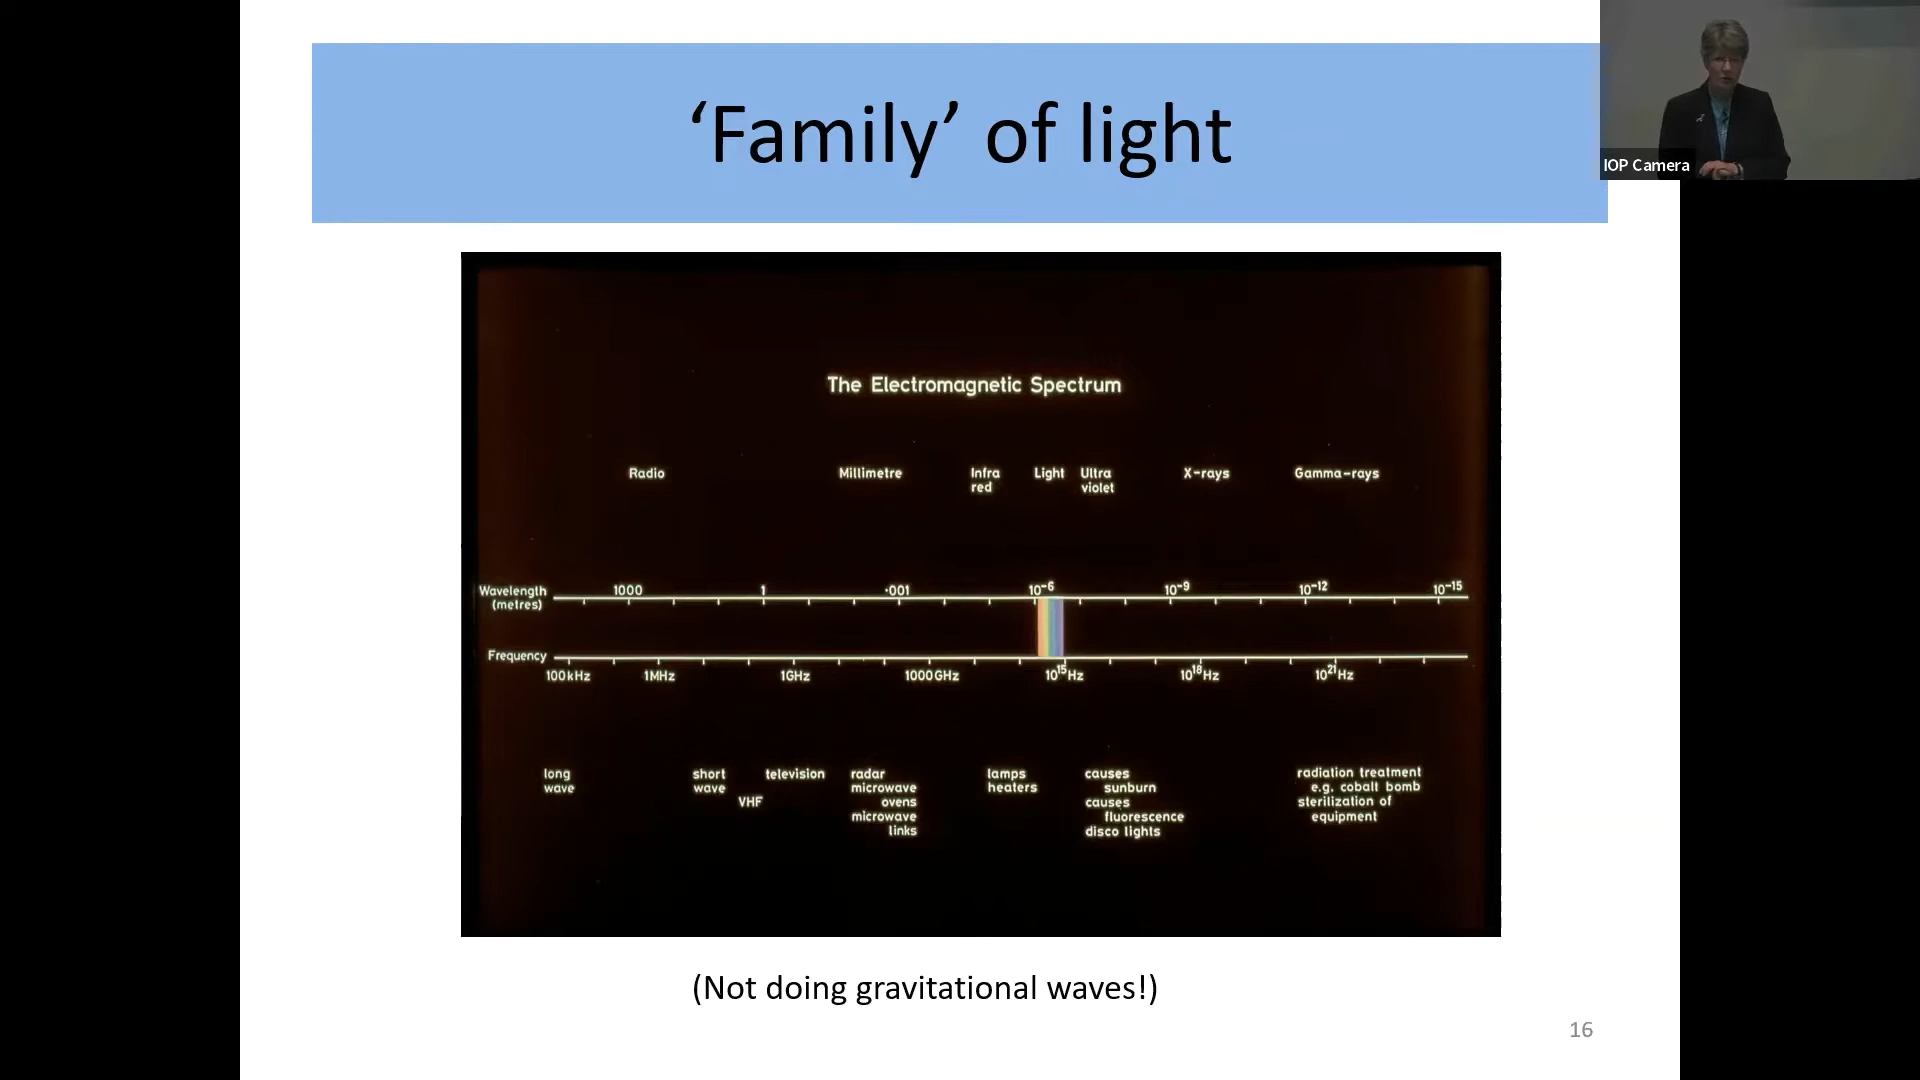 ‘Family’ of light
IOP Camera
The Electromagnetic Spectrum
Radio Millimetre Infra red Light Ultra violet X-rays Gamma-rays
Wavelength (metres) 1000 1 ·001 10⁻⁶ 10⁻⁹ 10⁻¹² 10⁻¹⁵
Frequency
100kHz 1MHz 1GHz 1000GHz 10¹⁵Hz 10¹⁸Hz 10²¹Hz
long
wave
short
wave
VHF
television
radar
microwave
ovens
microwave
links
lamps
heaters
causes
sunburn
causes
fluorescence
disco lights
radiation treatment
e.g. cobalt bomb
sterilization of
equipment
(Not doing gravitational waves!)
16